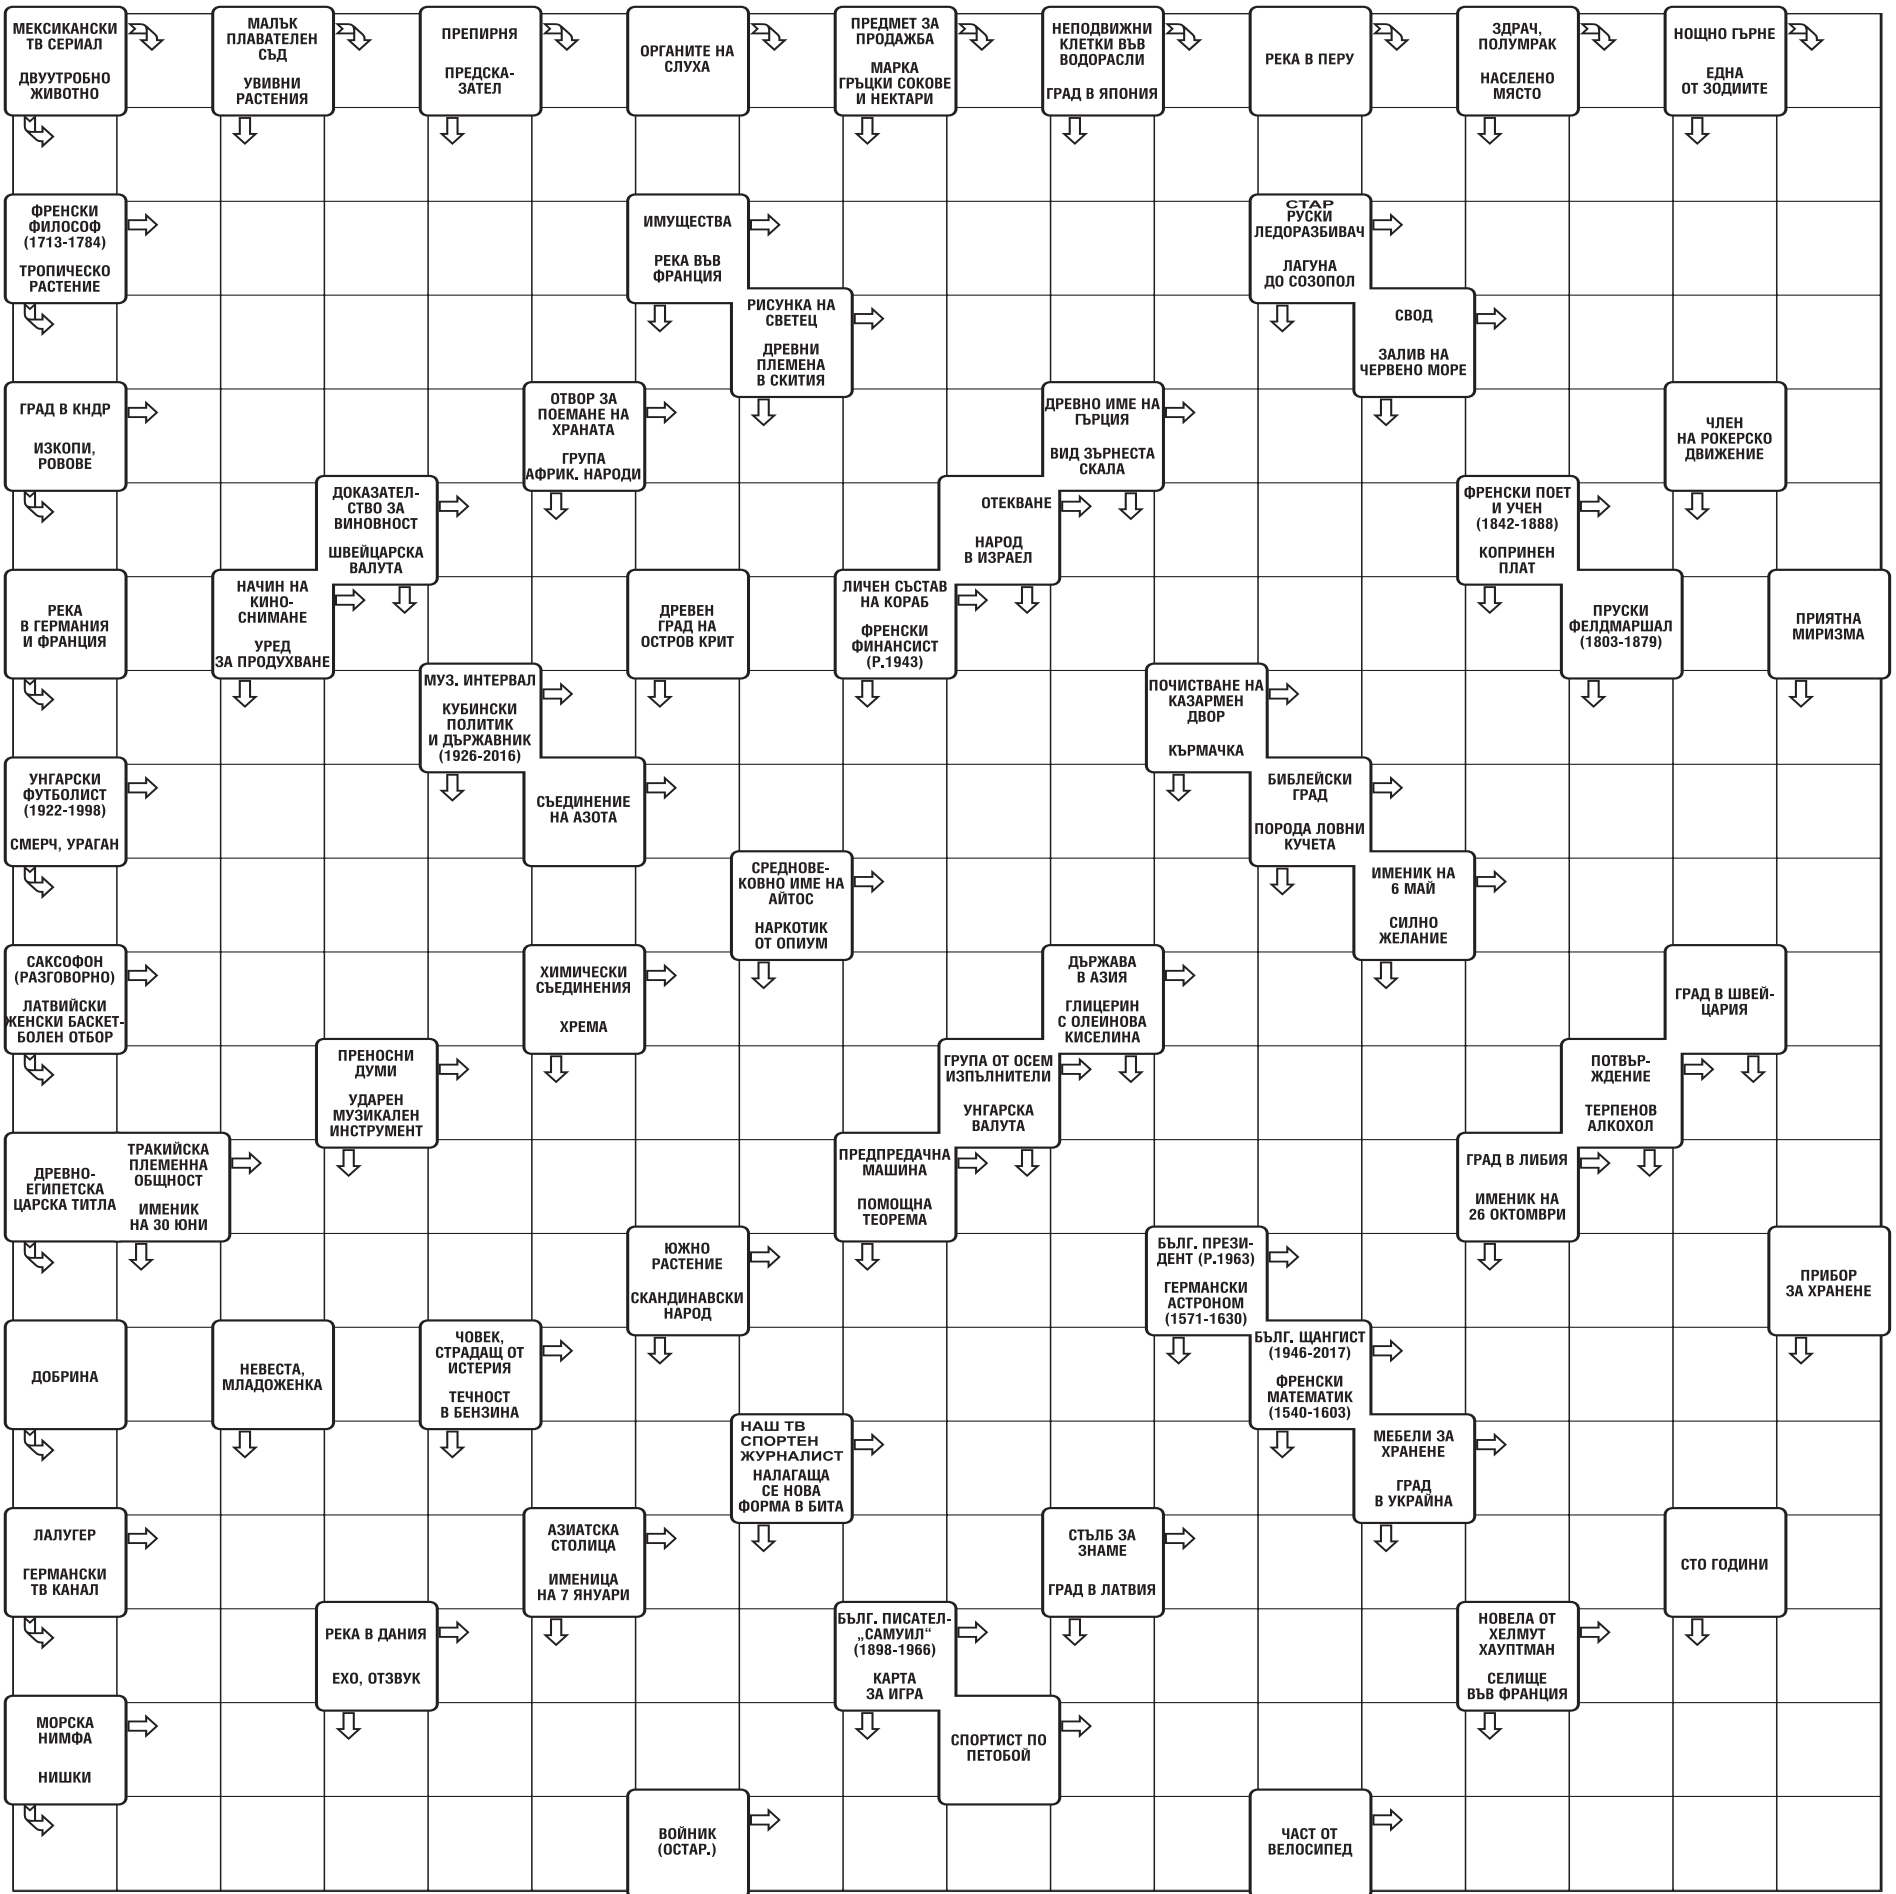 МЕКСИКАНСКИ
ТВ СЕРИАЛ
ДВУУТРОБНО
ЖИВОТНО
МАЛЪК
ПЛАВАТЕЛЕН
СЪД
УВИВНИ
РАСТЕНИЯ
ПРЕПИРНЯ
ПРЕДСКА-
ЗАТЕЛ
ОРГАНИТЕ НА
СЛУХА
ПРЕДМЕТ ЗА
ПРОДАЖБА
МАРКА
ГРЪЦКИ СОКОВЕ
И НЕКТАРИ
НЕПОДВИЖНИ
КЛЕТКИ ВЪВ
ВОДОРАСЛИ
ГРАД В ЯПОНИЯ
РЕКА В ПЕРУ
ЗДРАЧ,
ПОЛУМРАК
НАСЕЛЕНО
МЯСТО
НОЩНО ГЪРНЕ
ЕДНА
ОТ ЗОДИИТЕ
ФРЕНСКИ
ФИЛОСОФ
(1713-1784)
ТРОПИЧЕСКО
РАСТЕНИЕ
ИМУЩЕСТВА
РЕКА ВЪВ
ФРАНЦИЯ
СТАР
РУСКИ
ЛЕДОРАЗБИВАЧ
ЛАГУНА
ДО СОЗОПОЛ
РИСУНКА НА
СВЕТЕЦ
ДРЕВНИ
ПЛЕМЕНА
В СКИТИЯ
СВОД
ЗАЛИВ НА
ЧЕРВЕНО МОРЕ
ГРАД В КНДР
ИЗКОПИ,
РОВОВЕ
ОТВОР ЗА
ПОЕМАНЕ НА
ХРАНАТА
ГРУПА
АФРИК. НАРОДИ
ДРЕВНО ИМЕ НА
ГЪРЦИЯ
ВИД ЗЪРНЕСТА
СКАЛА
ЧЛЕН
НА РОКЕРСКО
ДВИЖЕНИЕ
ДОКАЗАТЕЛ-
СТВО ЗА
ВИНОВНОСТ
ШВЕЙЦАРСКА
ВАЛУТА
ОТЕКВАНЕ
НАРОД
В ИЗРАЕЛ
ФРЕНСКИ ПОЕТ
И УЧЕН
(1842-1888)
КОПРИНЕН
ПЛАТ
РЕКА
В ГЕРМАНИЯ
И ФРАНЦИЯ
НАЧИН НА
КИНО-
СНИМАНЕ
УРЕД
ЗА ПРОДУХВАНЕ
ДРЕВЕН
ГРАД НА
ОСТРОВ КРИТ
ЛИЧЕН СЪСТАВ
НА КОРАБ
ФРЕНСКИ
ФИНАНСИСТ
(Р.1943)
ПРУСКИ
ФЕЛДМАРШАЛ
(1803-1879)
ПРИЯТНА
МИРИЗМА
МУЗ. ИНТЕРВАЛ
КУБИНСКИ
ПОЛИТИК
И ДЪРЖАВНИК
(1926-2016)
ПОЧИСТВАНЕ НА
КАЗАРМЕН
ДВОР
КЪРМАЧКА
УНГАРСКИ
ФУТБОЛИСТ
(1922-1998)
СМЕРЧ, УРАГАН
СЪЕДИНЕНИЕ
НА АЗОТА
БИБЛЕЙСКИ
ГРАД
ПОРОДА ЛОВНИ
КУЧЕТА
СРЕДНОВЕ-
КОВНО ИМЕ НА
АЙТОС
НАРКОТИК
ОТ ОПИУМ
ИМЕНИК НА
6 МАЙ
СИЛНО
ЖЕЛАНИЕ
САКСОФОН
(РАЗГОВОРНО)
ЛАТВИЙСКИ
ЖЕНСКИ БАСКЕТ-
БОЛЕН ОТБОР
ХИМИЧЕСКИ
СЪЕДИНЕНИЯ
ХРЕМА
ДЪРЖАВА
В АЗИЯ
ГЛИЦЕРИН
С ОЛЕИНОВА
КИСЕЛИНА
ГРАД В ШВЕЙ-
ЦАРИЯ
ПРЕНОСНИ
ДУМИ
УДАРЕН
МУЗИКАЛЕН
ИНСТРУМЕНТ
ГРУПА ОТ ОСЕМ
ИЗПЪЛНИТЕЛИ
УНГАРСКА
ВАЛУТА
ПОТВЪР-
ЖДЕНИЕ
ТЕРПЕНОВ
АЛКОХОЛ
ДРЕВНО-
ЕГИПЕТСКА
ЦАРСКА ТИТЛА
ТРАКИЙСКА
ПЛЕМЕННА
ОБЩНОСТ
ИМЕНИК
НА 30 ЮНИ
ПРЕДПРЕДАЧНА
МАШИНА
ПОМОЩНА
ТЕОРЕМА
ГРАД В ЛИБИЯ
ИМЕНИК НА
26 ОКТОМВРИ
ЮЖНО
РАСТЕНИЕ
СКАНДИНАВСКИ
НАРОД
БЪЛГ. ПРЕЗИ-
ДЕНТ (Р.1963)
ГЕРМАНСКИ
АСТРОНОМ
(1571-1630)
ПРИБОР
ЗА ХРАНЕНЕ
ДОБРИНА
НЕВЕСТА,
МЛАДОЖЕНКА
ЧОВЕК,
СТРАДАЩ ОТ
ИСТЕРИЯ
ТЕЧНОСТ
В БЕНЗИНА
БЪЛГ. ЩАНГИСТ
(1946-2017)
ФРЕНСКИ
МАТЕМАТИК
(1540-1603)
НАШ ТВ
СПОРТЕН
ЖУРНАЛИСТ
НАЛАГАЩА
СЕ НОВА
ФОРМА В БИТА
МЕБЕЛИ ЗА
ХРАНЕНЕ
ГРАД
В УКРАЙНА
ЛАЛУГЕР
ГЕРМАНСКИ
ТВ КАНАЛ
АЗИАТСКА
СТОЛИЦА
ИМЕНИЦА
НА 7 ЯНУАРИ
СТЪЛБ ЗА
ЗНАМЕ
ГРАД В ЛАТВИЯ
СТО ГОДИНИ
РЕКА В ДАНИЯ
ЕХО, ОТЗВУК
БЪЛГ. ПИСАТЕЛ-
„САМУИЛ“
(1898-1966)
КАРТА
ЗА ИГРА
НОВЕЛА ОТ
ХЕЛМУТ
ХАУПТМАН
СЕЛИЩЕ
ВЪВ ФРАНЦИЯ
МОРСКА
НИМФА
НИШКИ
СПОРТИСТ ПО
ПЕТОБОЙ
ВОЙНИК
(ОСТАР.)
ЧАСТ ОТ
ВЕЛОСИПЕД